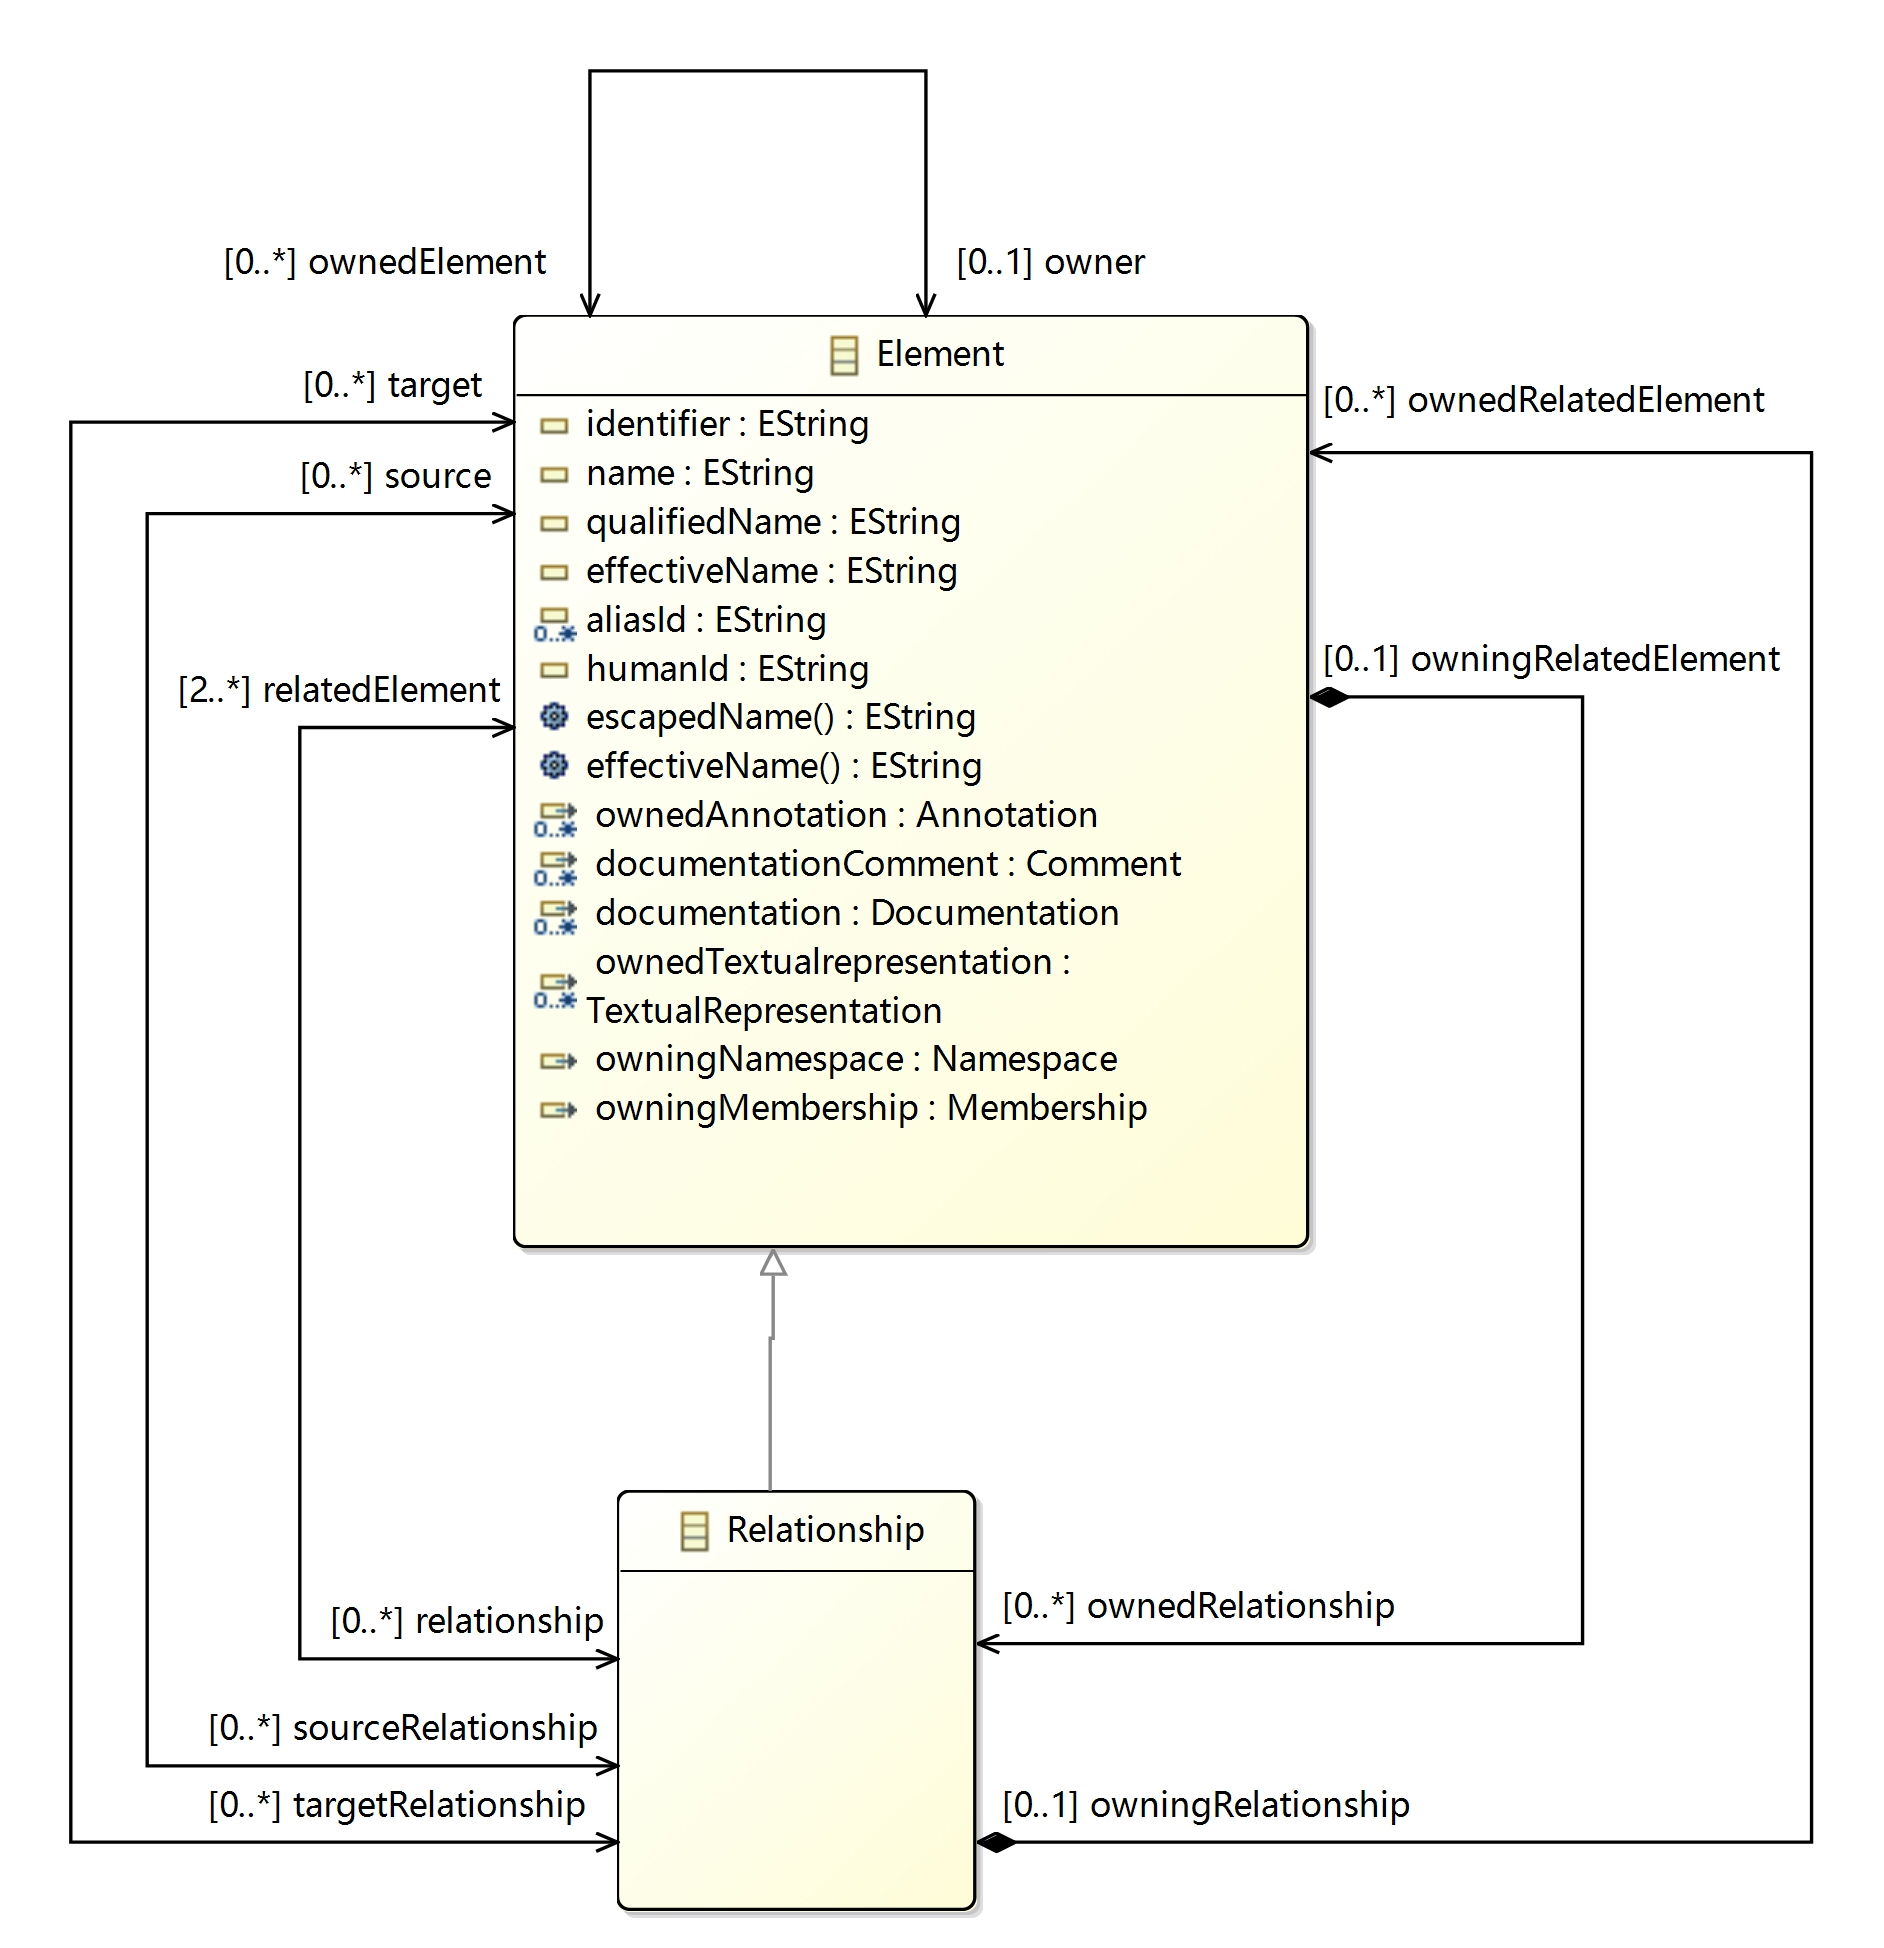 [0..*] ownedElement
[0..1] owner
Element
[0..*] target
[0..*] ownedRelatedElement
identifier : EString
name : EString
[0..*] source
qualifiedName : EString
effectiveName : EString
aliasId : EString
0..*
humanId : EString
[0..1] owningRelatedElement
[2..*] relatedElement
escapedName() : EString
effectiveName() : EString
ownedAnnotation : Annotation
0..*
documentationComment : Comment
0..*
documentation : Documentation
0..*
ownedTextualrepresentation :
0..*
TextualRepresentation
owningNamespace : Namespace
owningMembership : Membership
Relationship
[0..*] ownedRelationship
[0..*] relationship
[0..*] sourceRelationship
[0..*] targetRelationship
[0..1] owningRelationship